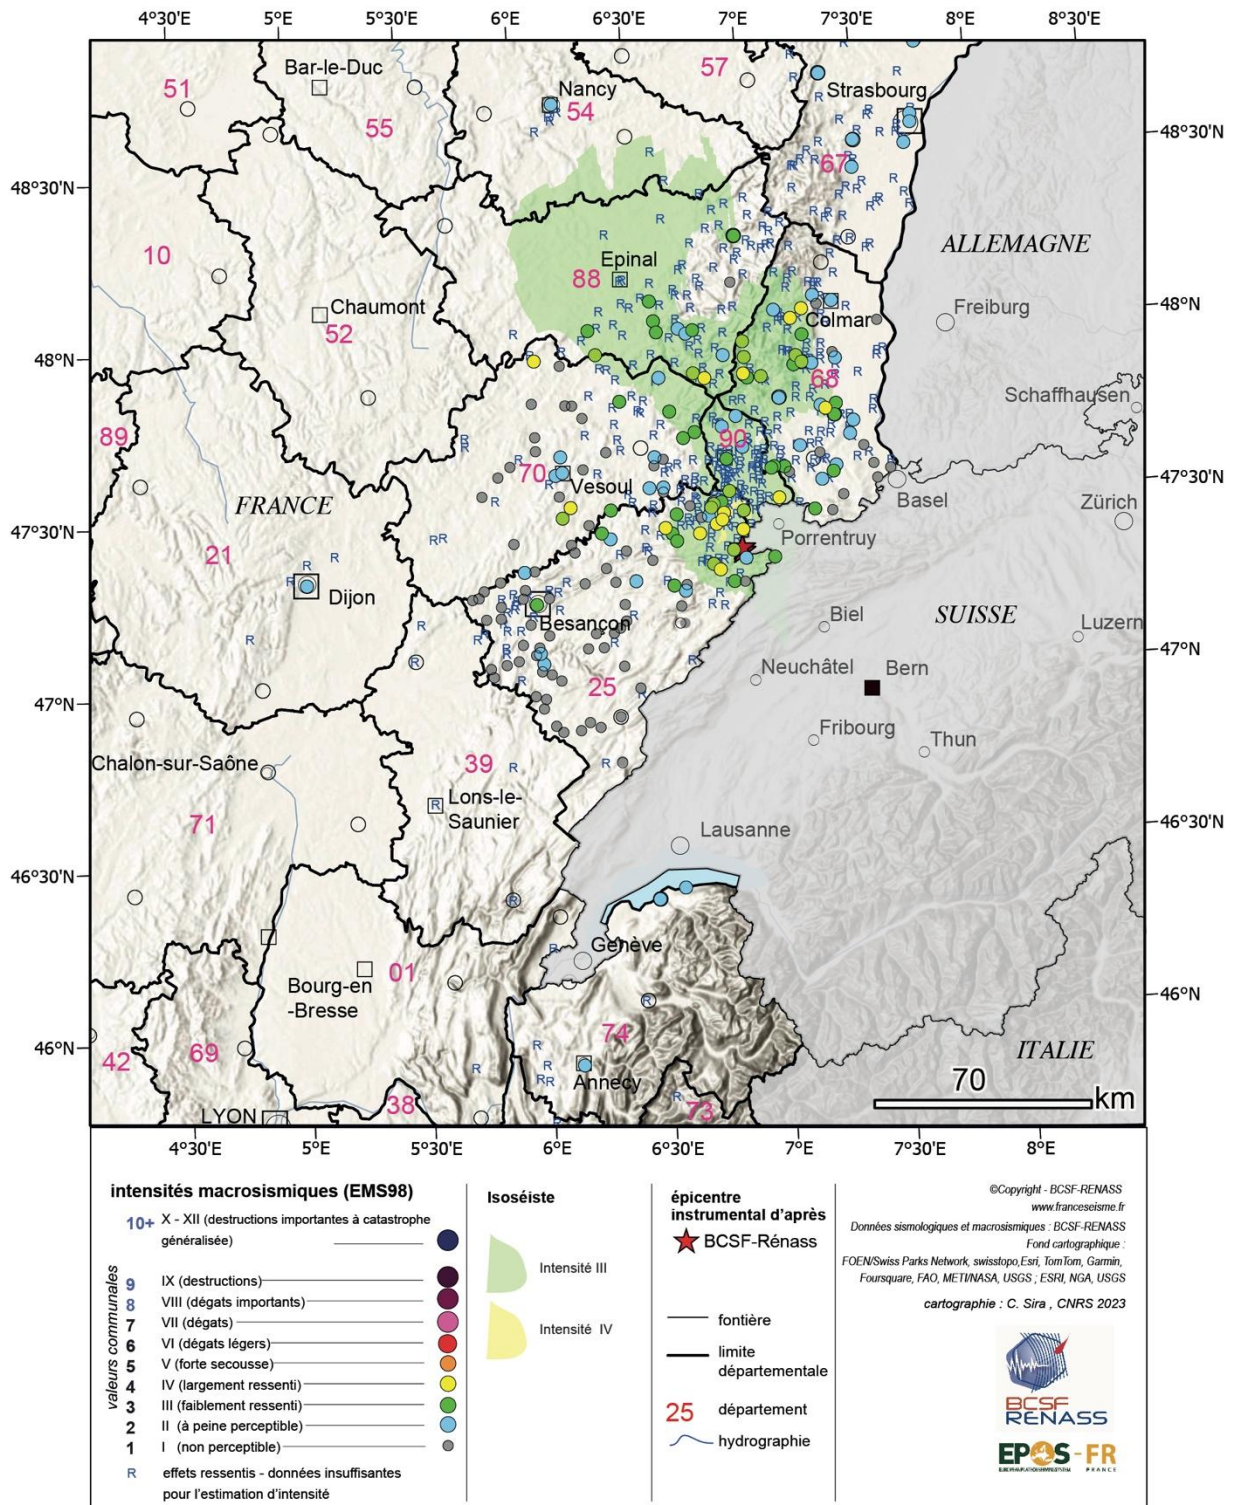 4°30'E 5°E 5°30'E 6°E 6°30'E 7°E 7°30'E 8°E 8°30'E
51
Bar-le-Duc
55
Nancy
54
57
Strasbourg
67
48°30'N
48°30'N
10
88
Epinal
ALLEMAGNE
Chaumont
52
Colmar
Freiburg
48°N
48°N
68
Schaffhausen
89
90
70
Vesoul
FRANCE
Basel
Zürich
47°30'N
47°30'N
Porrentruy
21
Dijon
Besançon
Biel
SUISSE
Luzern
Neuchâtel
Bern
47°N
47°N
25
Fribourg
Thun
Chalon-sur-Saône
39
Lons-le-
Saunier
71
Lausanne
46°30'N
46°30'N
Genève
01
Bourg-en
-Bresse
46°N
46°N
42
69
74
Annecy
ITALIE
70
km
LYON
38
73
4°30'E 5°E 5°30'E 6°E 6°30'E 7°E 7°30'E 8°E
intensités macrosismiques (EMS98)
valeurs communales
10+ X - XII (destructions importantes à catastrophe
généralisée)
9 IX (destructions)
8 VIII (dégats importants)
7 VII (dégats)
6 VI (dégats légers)
5 V (forte secousse)
4 IV (largement ressenti)
3 III (faiblement ressenti)
2 II (à peine perceptible)
1 I (non perceptible)
R effets ressentis - données insuffisantes
pour l'estimation d'intensité
Isoséiste
Intensité III
Intensité IV
épicentre
instrumental d'après
BCSF-Rénass
fontière
limite
départementale
25 département
hydrographie
©Copyright - BCSF-RENASS
www.franceseisme.fr
Données sismologiques et macrosismiques : BCSF-RENASS
Fond cartographique :
FOEN/Swiss Parks Network, swisstopo,Esri, TomTom, Garmin,
Foursquare, FAO, METI/NASA, USGS ; ESRI, NGA, USGS
cartographie : C. Sira , CNRS 2023
BCSF
RENASS
EPOS-FR
FRANCE